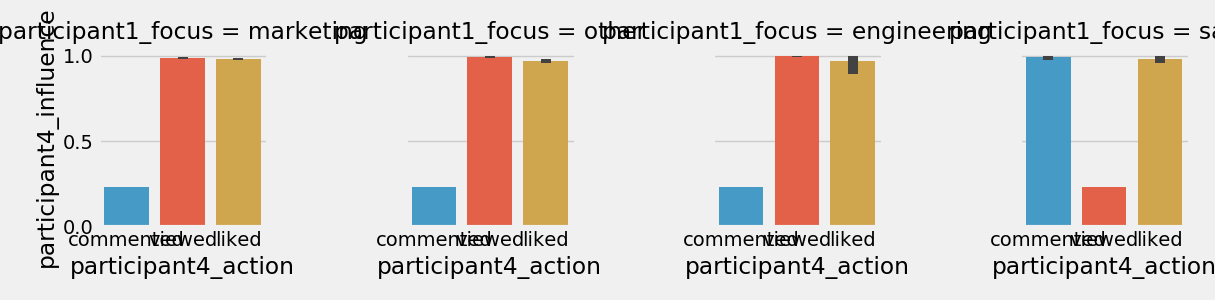 participant1_focus = marketing
participant1_focus = other
participant1_focus = engineering
participant1_focus = sa
participant4_influence
1.0
0.5
0.0
commented viewed liked
commented viewed liked
commented viewed liked
commented viewed liked
participant4_action
participant4_action
participant4_action
participant4_action